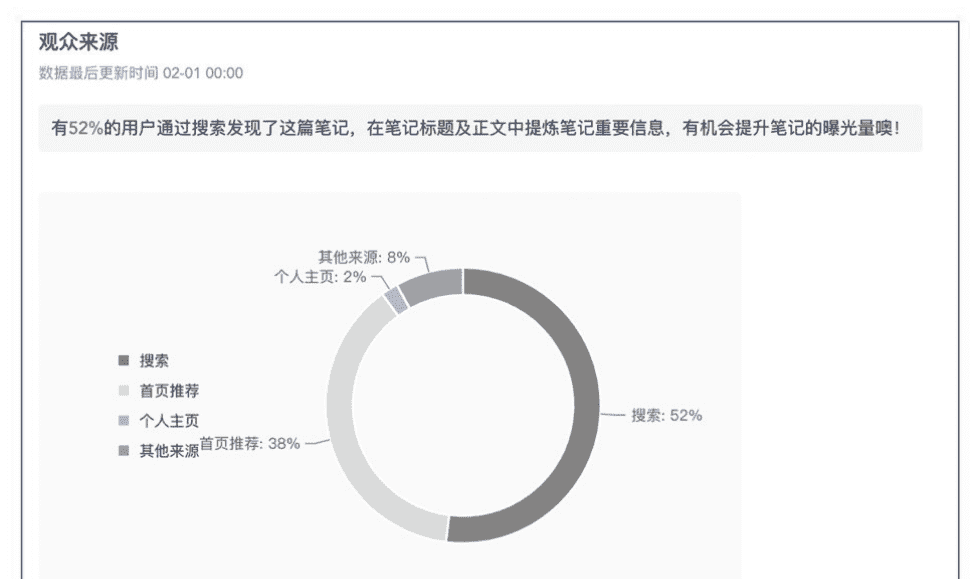 观众来源
数据最后更新时间 02-01 00:00
有52%的用户通过搜索发现了这篇笔记，在笔记标题及正文中提炼笔记重要信息，有机会提升笔记的曝光量噢！
其他来源: 8%
个人主页: 2%
搜索
首页推荐
个人主页
搜索: 52%
首页推荐: 38%
其他来源